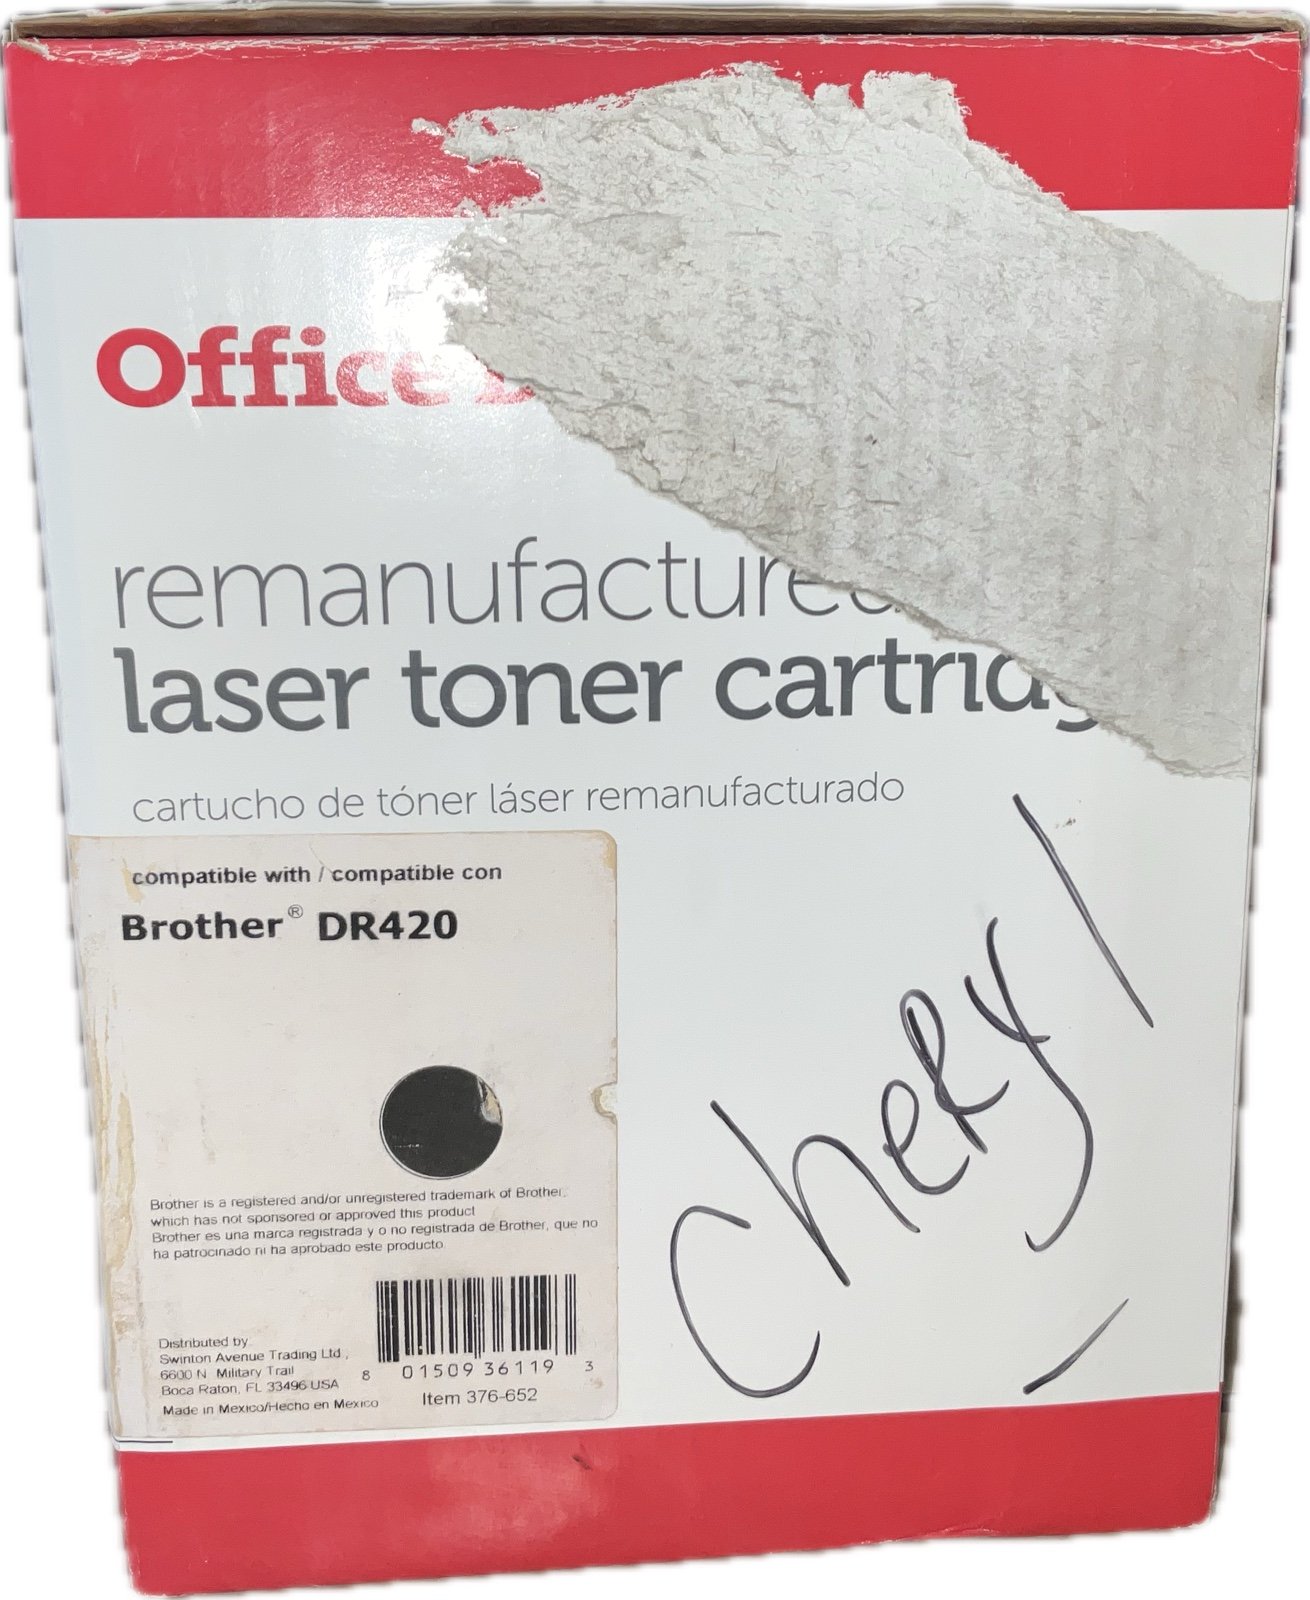 Office
remanufactured
laser toner
cartucho de tóner láser remanufacturado
compatible with / compatible con
Brother® DR420
Brother is a registered and/or unregistered trademark of Brother.
which has not sponsored or approved this product
Brother es una marca registrada y o no registrada de Brother, que no
ha patrocinado ni ha aprobado este producto
Distributed by
Swinton Avenue Trading Ltd.,
6600 N Military Trail
Boca Raton, FL 33496 USA
Made in Mexico/Hecho en Mexico
8 01509 36119 3
Item 376-652
Cheryl